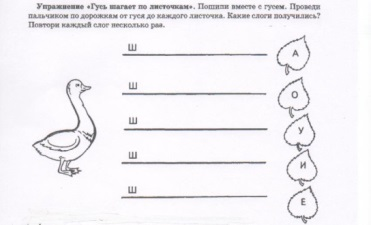 Упражнение «Гусь шагает по листочкам». Пошипи вместе с гусем. Проведи
пальчиком по дорожкам от гуся до каждого листочка. Какие слоги получились?
Повтори каждый слог несколько раз.
Ш А
Ш О
Ш У
Ш И
Ш Е